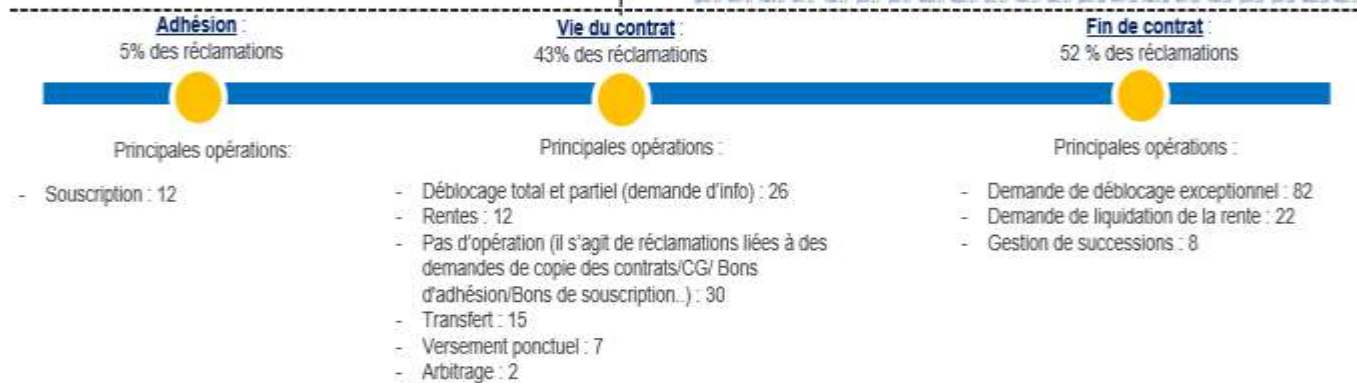 Adhésion :
5% des réclamations
Principales opérations:
- Souscription : 12
Vie du contrat :
43% des réclamations
Principales opérations :
- Déblocage total et partiel (demande d'info) : 26
- Rentes : 12
- Pas d'opération (il s'agit de réclamations liées à des
demandes de copie des contrats/CG/ Bons
d'adhésion/Bons de souscription..) : 30
- Transfert : 15
- Versement ponctuel : 7
- Arbitrage : 2
Fin de contrat :
52 % des réclamations
Principales opérations :
- Demande de déblocage exceptionnel : 82
- Demande de liquidation de la rente : 22
- Gestion de successions : 8